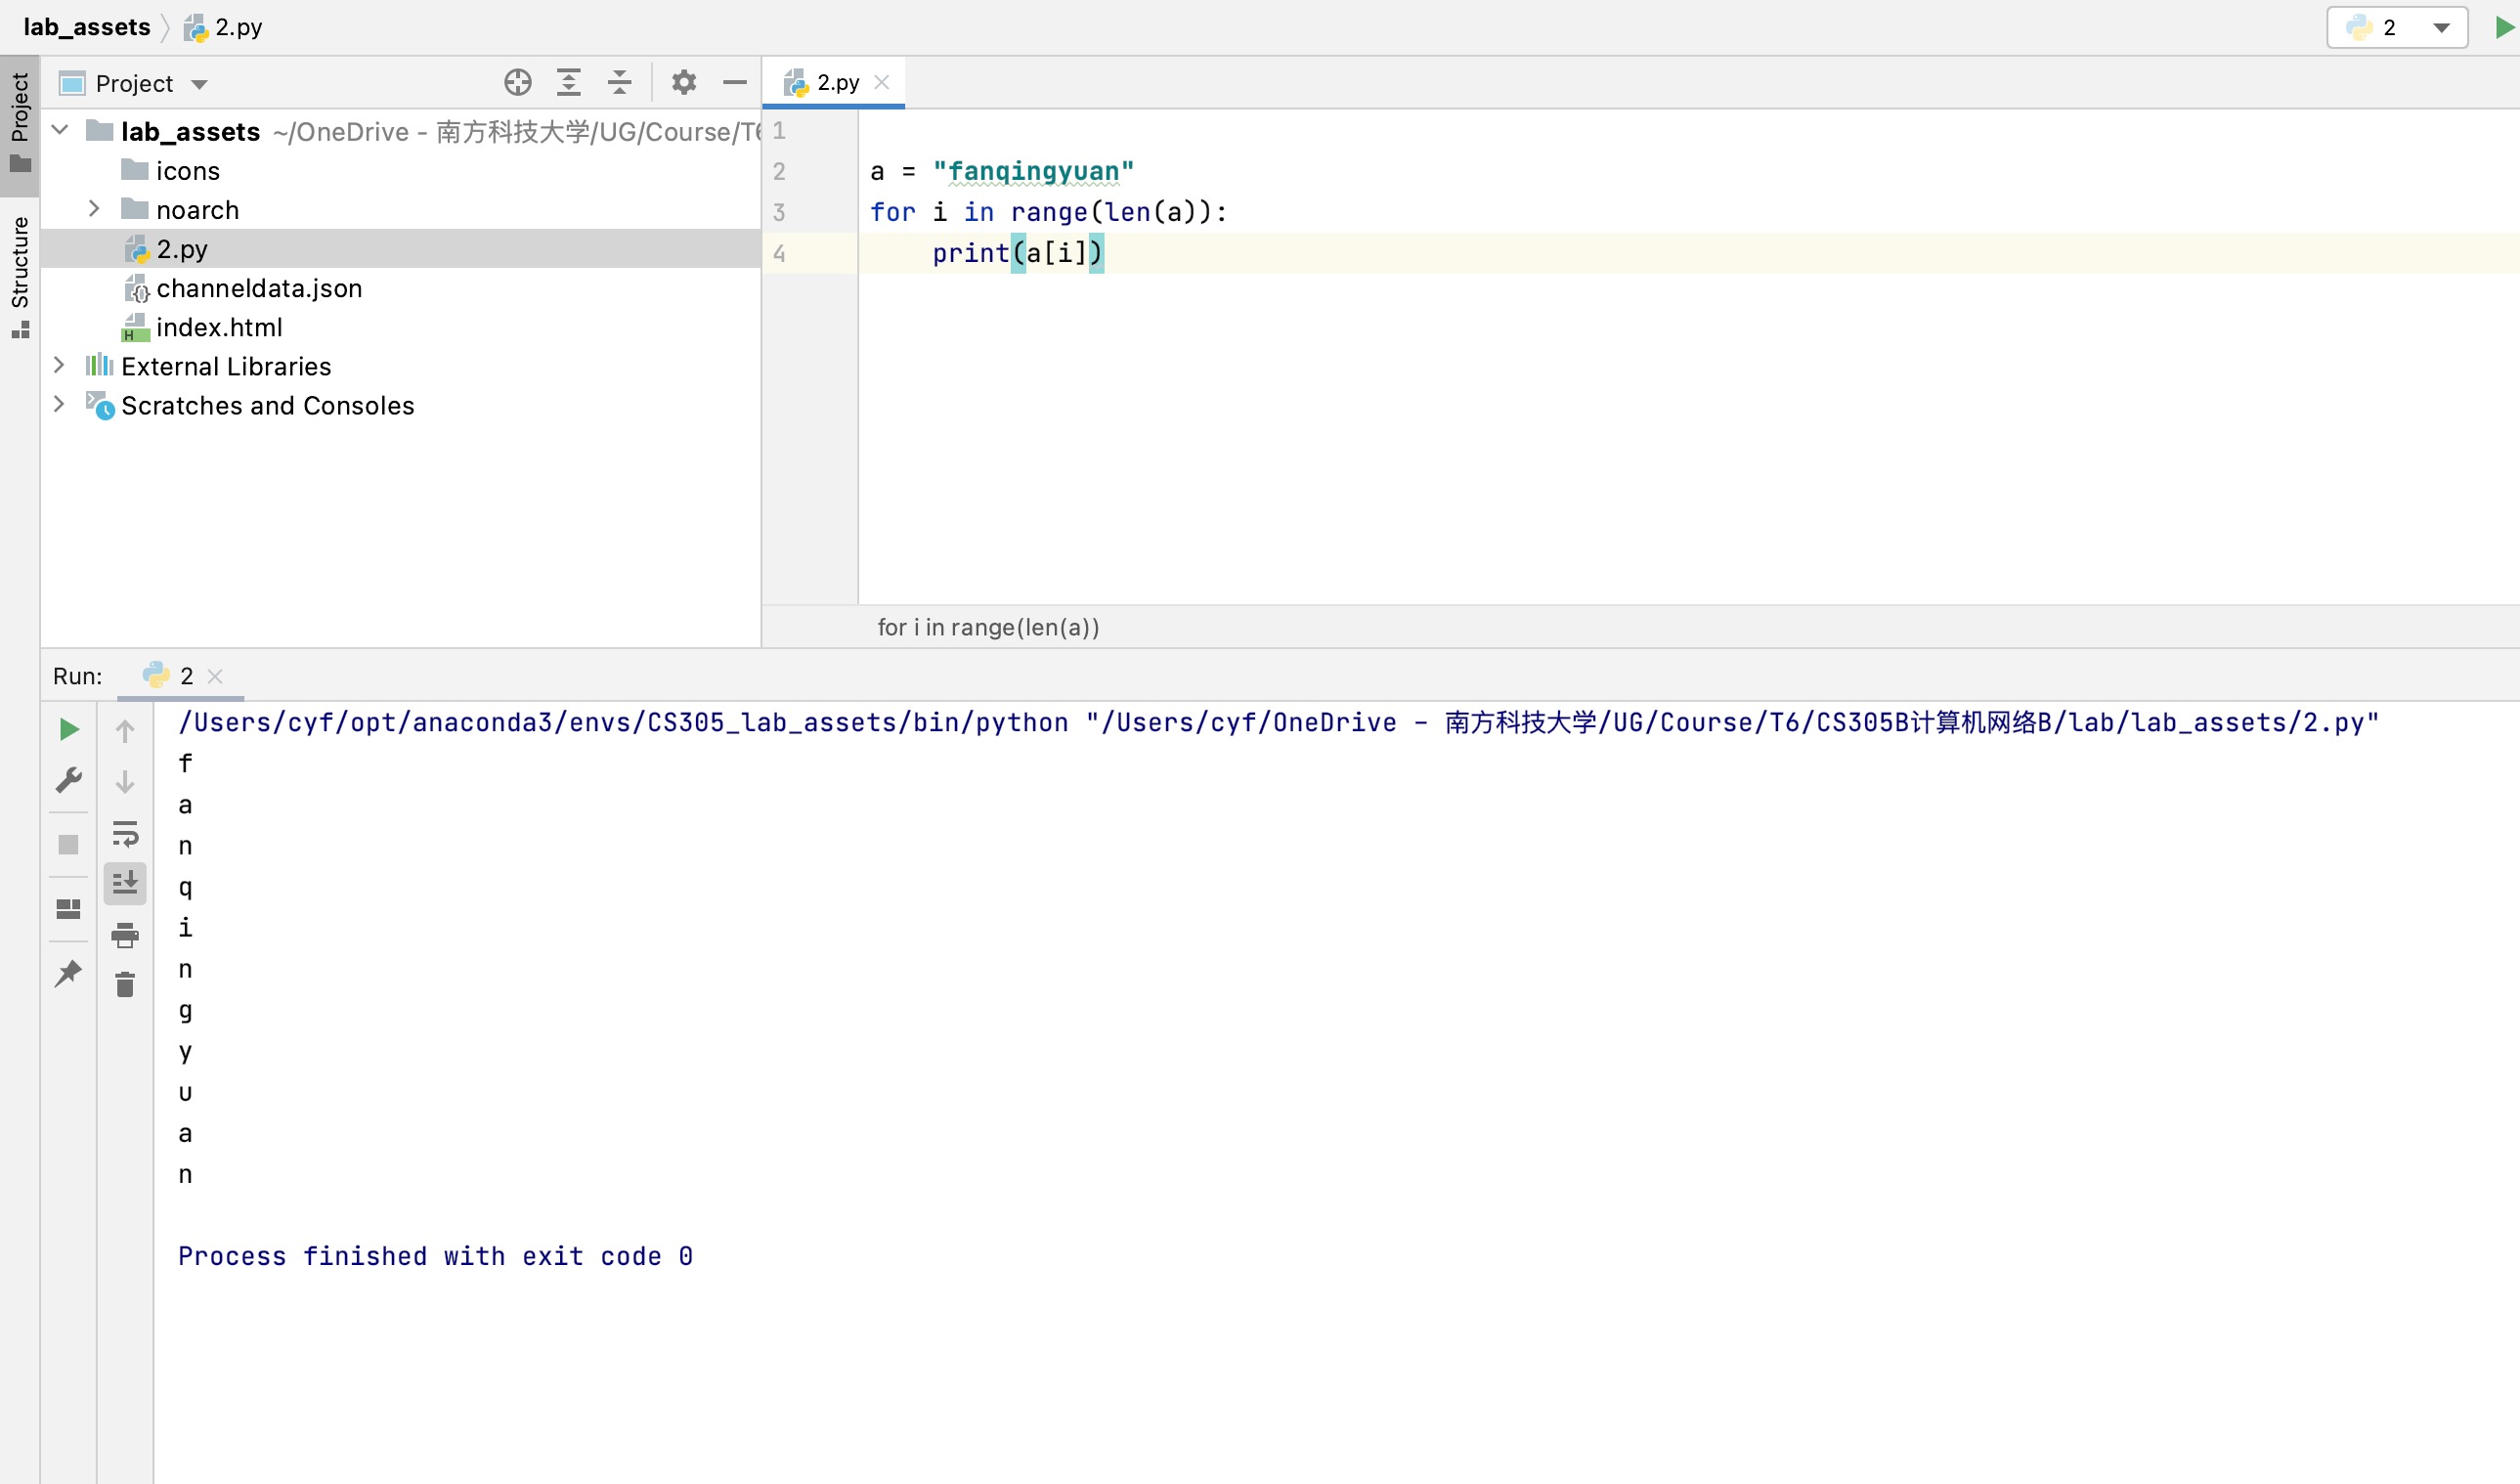 lab_assets 2.py
2
Project
Project
2.py
lab_assets ~/OneDrive - 南方科技大学/UG/Course/T6
icons
noarch
2.py
channeldata.json
index.html
External Libraries
Scratches and Consoles
Structure
1
2 a = "fanqingyuan"
3 for i in range(len(a)):
4 print(a[i])
for i in range(len(a))
Run: 2
/Users/cyf/opt/anaconda3/envs/CS305_lab_assets/bin/python "/Users/cyf/OneDrive - 南方科技大学/UG/Course/T6/CS305B计算机网络B/lab/lab_assets/2.py"
f
a
n
q
i
n
g
y
u
a
n
Process finished with exit code 0